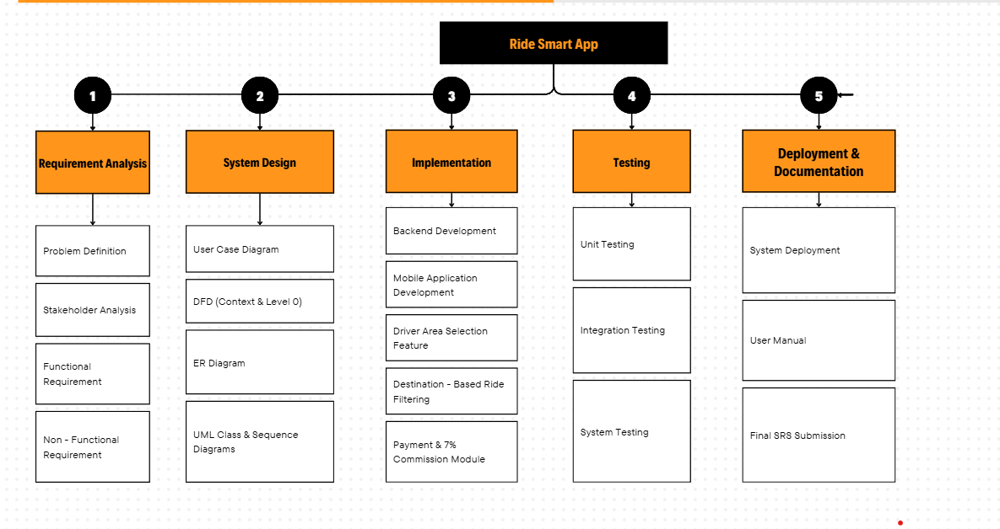 Ride Smart App
1
2
3
4
5
Requirement Analysis
System Design
Implementation
Testing
Deployment &
Documentation
Problem Definition
Stakeholder Analysis
Functional
Requirement
Non - Functional
Requirement
User Case Diagram
DFD (Context & Level 0)
ER Diagram
UML Class & Sequence
Diagrams
Backend Development
Mobile Application
Development
Driver Area Selection
Feature
Destination - Based Ride
Filtering
Payment & 7%
Commission Module
Unit Testing
Integration Testing
System Testing
System Deployment
User Manual
Final SRS Submission